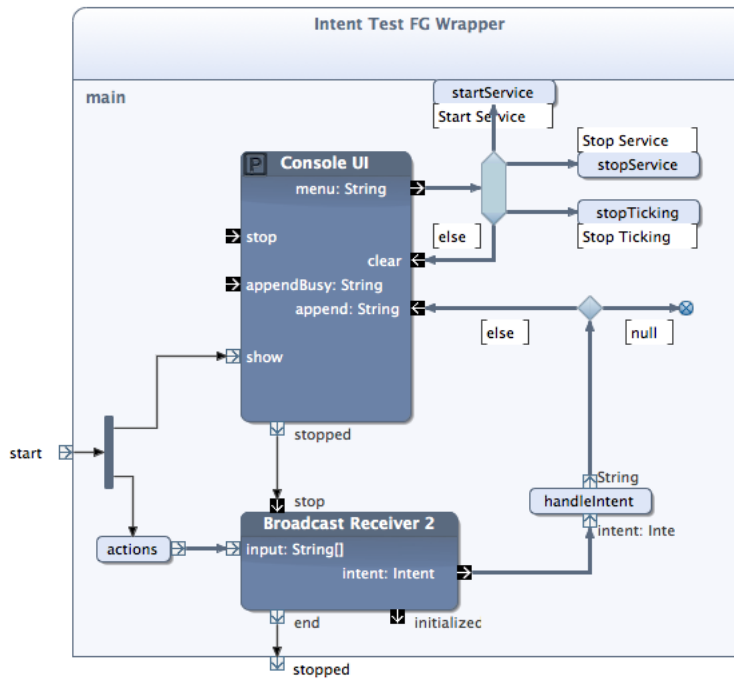 Intent Test FG Wrapper
main
startService
Start Service
Stop Service
stopService
stopTicking
Stop Ticking
P
Console UI
menu: String
stop
[else]
clear
appendBusy: String
append: String
[else]
[null]
show
start
stopped
String
handleIntent
intent: Inte
stop
Broadcast Receiver 2
actions
input: String[]
intent: Intent
end
initialized
stopped